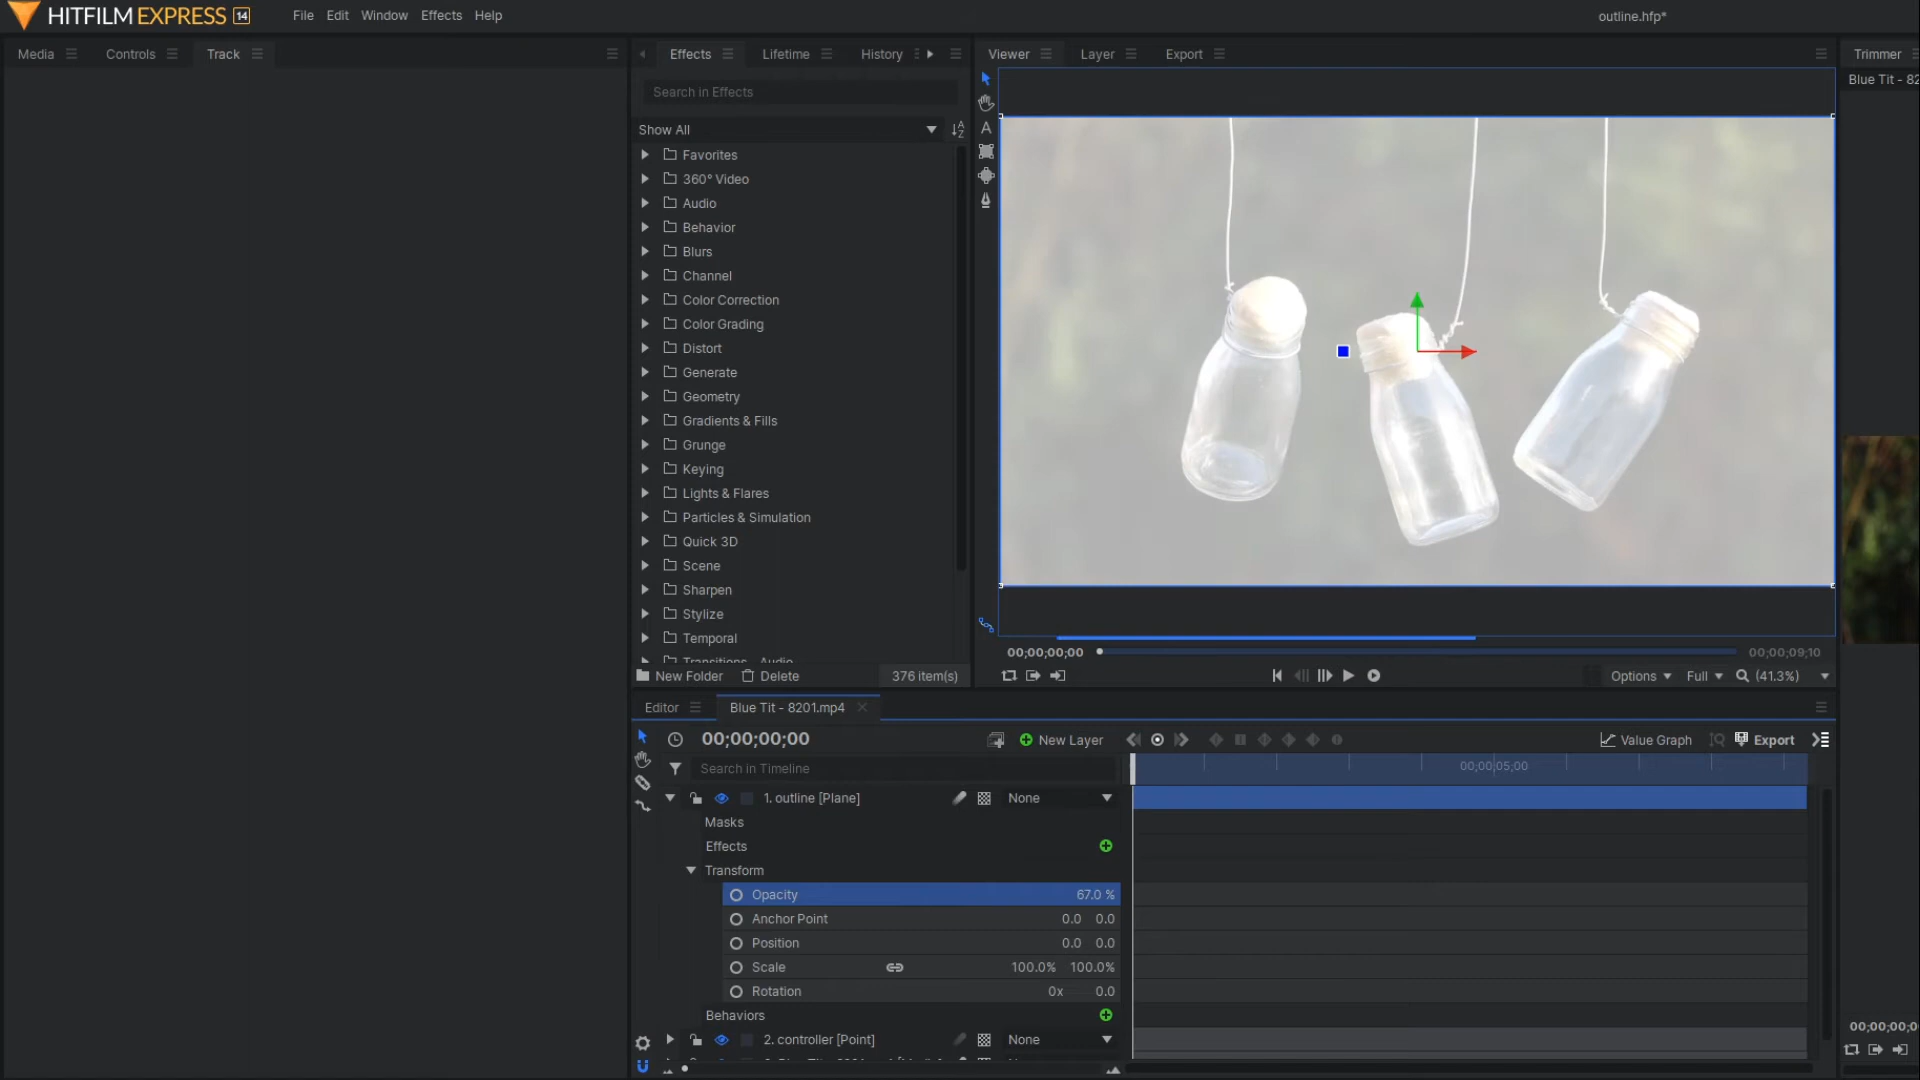 HITFILM EXPRESS 14
File Edit Window Effects Help
outline.hfp*
Media Controls Track
Effects Lifetime History
Viewer Layer Export
Trimmer
Blue Tit - 82
Search in Effects
Show All
Favorites
360° Video
Audio
Behavior
Blurs
Channel
Color Correction
Color Grading
Distort
Generate
Geometry
Gradients & Fills
Grunge
Keying
Lights & Flares
Particles & Simulation
Quick 3D
Scene
Sharpen
Stylize
Temporal
Transitions - Audio
New Folder Delete 376 item(s)
A
00;00;00;00
00;00;09;10
Options Full (41.3%)
Editor Blue Tit - 8201.mp4
00;00;00;00
New Layer
Value Graph
Export
Search in Timeline
00;00;05;00
1. outline [Plane] None
Masks
Effects
Transform
Opacity 67.0 %
Anchor Point 0.0 0.0
Position 0.0 0.0
Scale 100.0% 100.0%
Rotation 0x 0.0
Behaviors
2. controller [Point] None
00;00;00;0